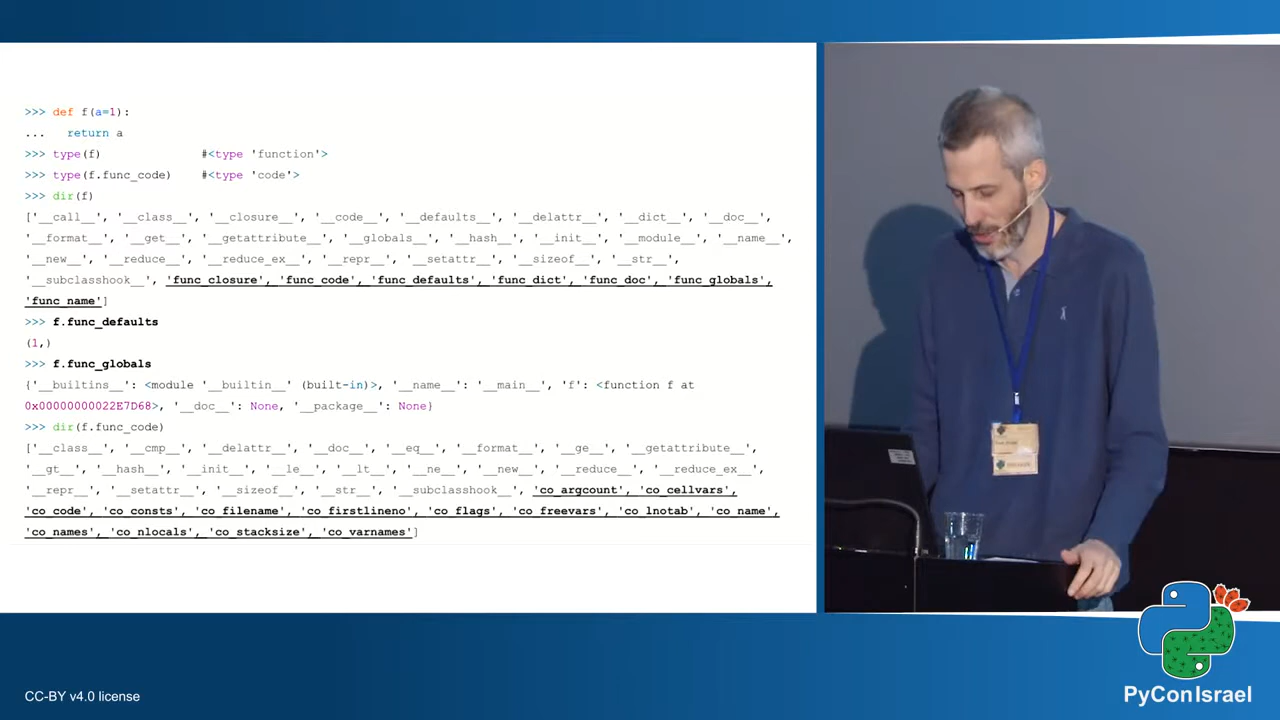 >>> def f(a=1):
...   return a
>>> type(f)              #<type 'function'>
>>> type(f.func_code)    #<type 'code'>
>>> dir(f)
['__call__', '__class__', '__closure__', '__code__', '__defaults__', '__delattr__', '__dict__', '__doc__',
'__format__', '__get__', '__getattribute__', '__globals__', '__hash__', '__init__', '__module__', '__name__',
'__new__', '__reduce__', '__reduce_ex__', '__repr__', '__setattr__', '__sizeof__', '__str__',
'__subclasshook__', 'func_closure', 'func_code', 'func_defaults', 'func_dict', 'func_doc', 'func_globals',
'func_name']
>>> f.func_defaults
(1,)
>>> f.func_globals
{'__builtins__': <module '__builtin__' (built-in)>, '__name__': '__main__', 'f': <function f at
0x00000000022E7D68>, '__doc__': None, '__package__': None}
>>> dir(f.func_code)
['__class__', '__cmp__', '__delattr__', '__doc__', '__eq__', '__format__', '__ge__', '__getattribute__',
'__gt__', '__hash__', '__init__', '__le__', '__lt__', '__ne__', '__new__', '__reduce__', '__reduce_ex__',
'__repr__', '__setattr__', '__sizeof__', '__str__', '__subclasshook__', 'co_argcount', 'co_cellvars',
'co_code', 'co_consts', 'co_filename', 'co_firstlineno', 'co_flags', 'co_freevars', 'co_lnotab', 'co_name',
'co_names', 'co_nlocals', 'co_stacksize', 'co_varnames']
CC-BY v4.0 license
PyConIsrael